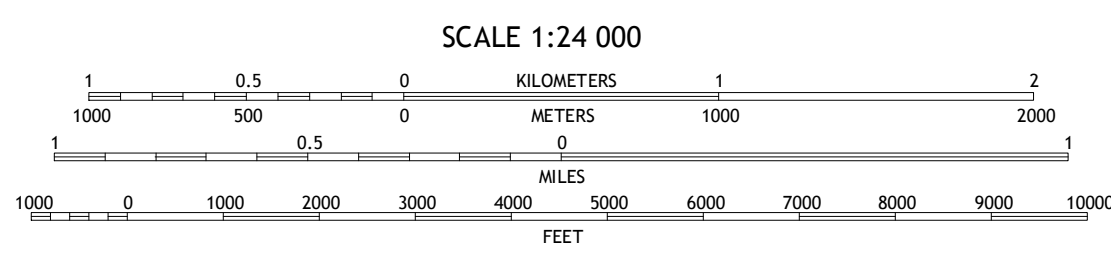 SCALE 1:24 000
1 0.5 0 KILOMETERS 1 2
1000 500 0 METERS 1000 2000
1 0.5 0 1
MILES
1000 0 1000 2000 3000 4000 5000 6000 7000 8000 9000 10000
FEET